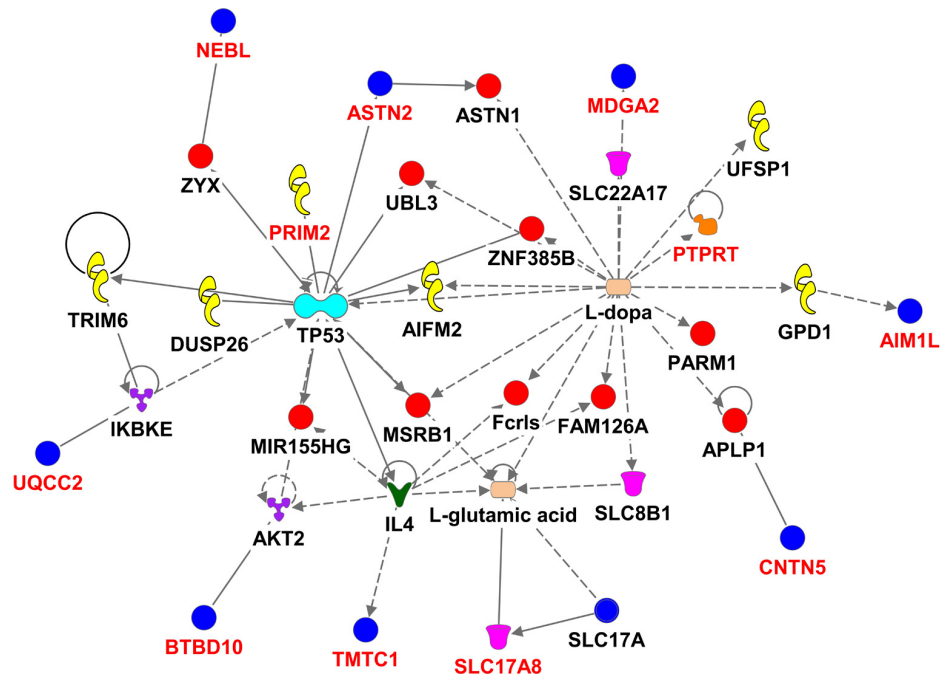 NEBL
ASTN2
ASTN1
MDGA2
UFSP1
ZYX
UBL3
SLC22A17
PRIM2
ZNF385B
PTPRT
TRIM6
DUSP26
TP53
AIFM2
L-dopa
GPD1
AIM1L
PARM1
IKBKE
MIR155HG
MSRB1
Fcrls
FAM126A
APLP1
UQCC2
AKT2
IL4
L-glutamic acid
SLC8B1
CNTN5
BTBD10
TMTC1
SLC17A8
SLC17A